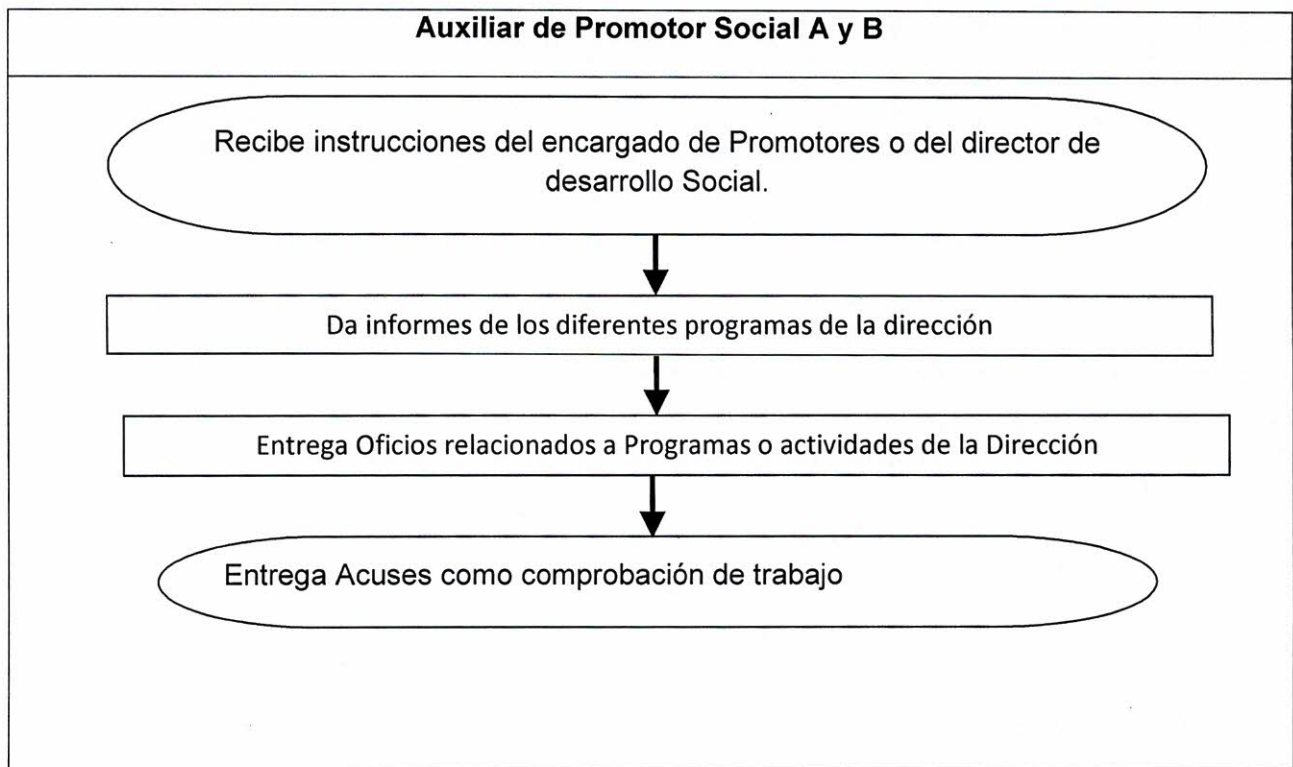 Auxiliar de Promotor Social A y B
Recibe instrucciones del encargado de Promotores o del director de
desarrollo Social.
Da informes de los diferentes programas de la dirección
Entrega Oficios relacionados a Programas o actividades de la Dirección
Entrega Acuses como comprobación de trabajo